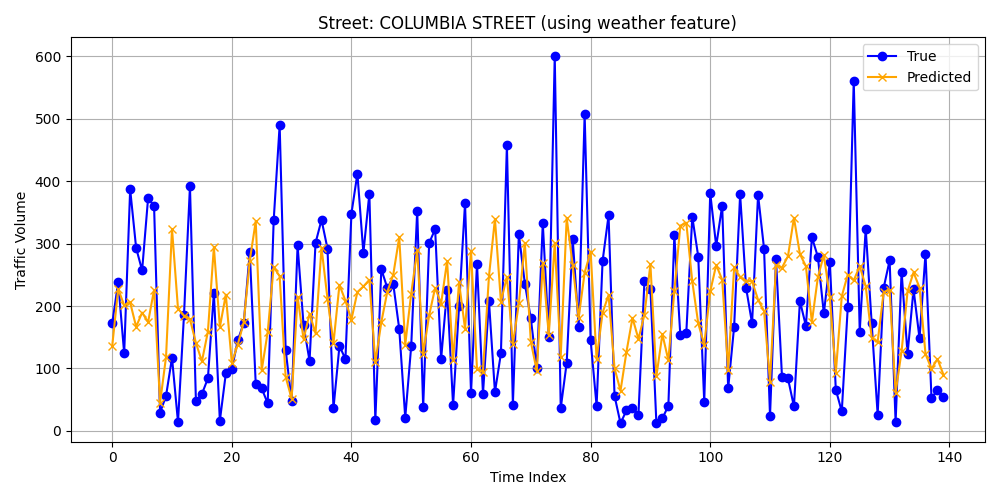 Street: COLUMBIA STREET (using weather feature)
True
Predicted
Traffic Volume
600
500
400
300
200
100
0
0 20 40 60 80 100 120 140
Time Index